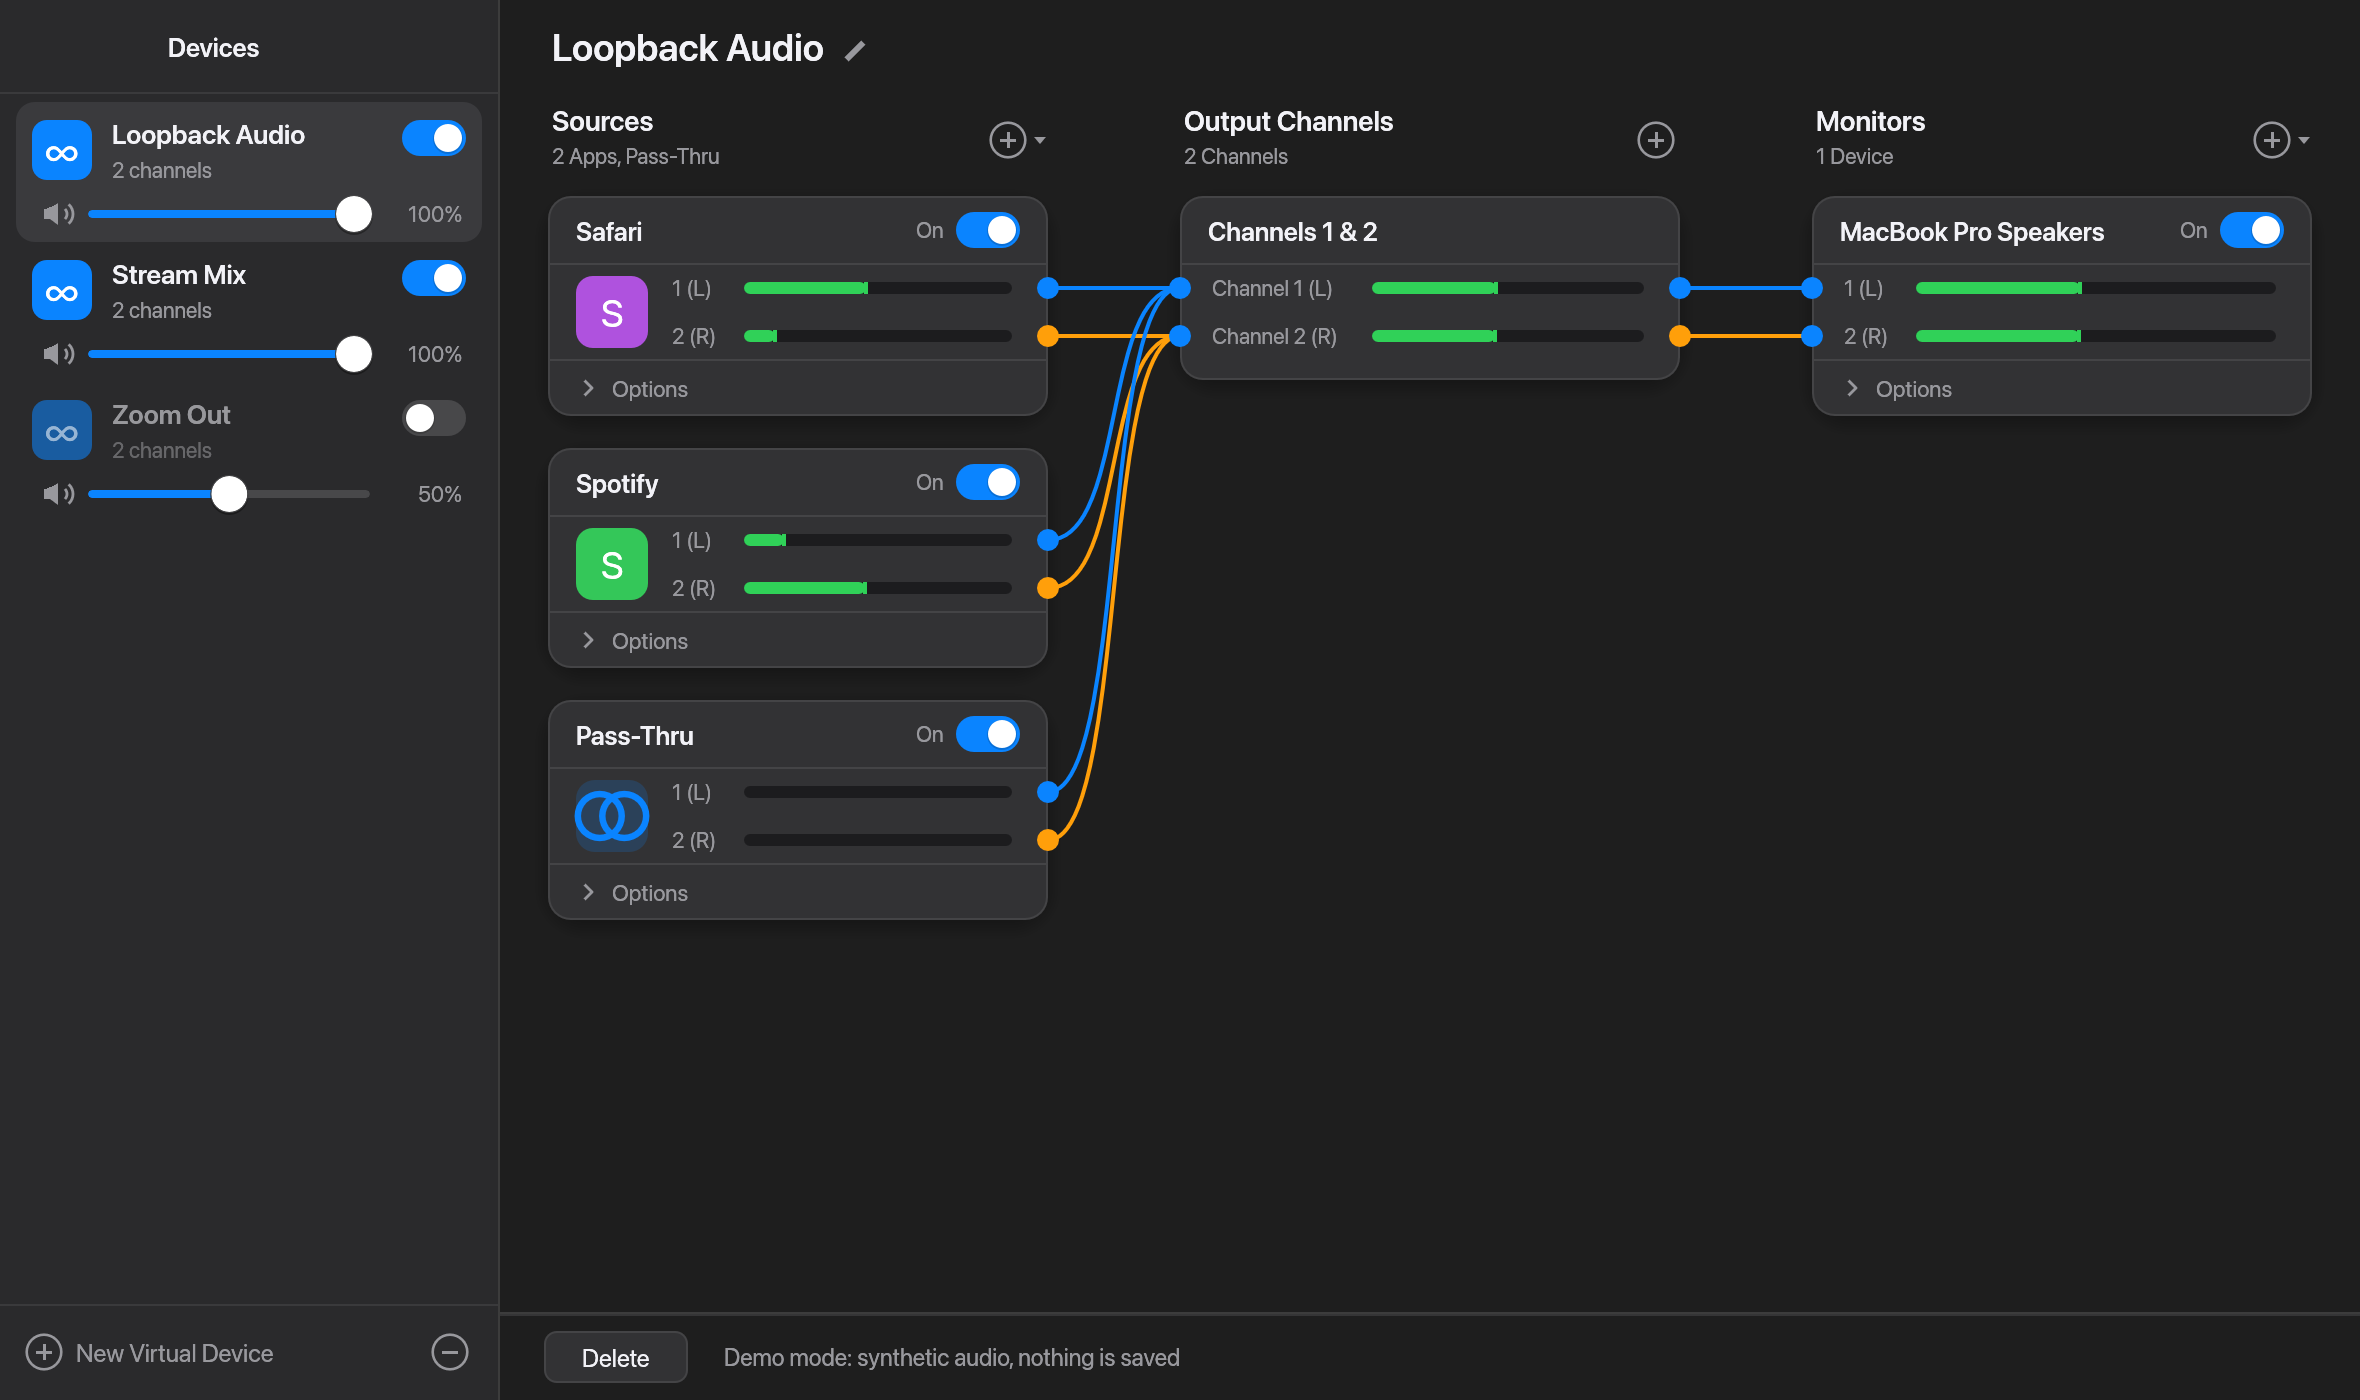 Devices
Loopback Audio
2 channels
100%
Stream Mix
2 channels
100%
Zoom Out
2 channels
50%
New Virtual Device
Loopback Audio
Sources
2 Apps, Pass-Thru
Output Channels
2 Channels
Monitors
1 Device
Safari
On
S
1 (L)
2 (R)
Options
Spotify
On
S
1 (L)
2 (R)
Options
Pass-Thru
On
1 (L)
2 (R)
Options
Channels 1 & 2
Channel 1 (L)
Channel 2 (R)
MacBook Pro Speakers
On
1 (L)
2 (R)
Options
Delete
Demo mode: synthetic audio, nothing is saved